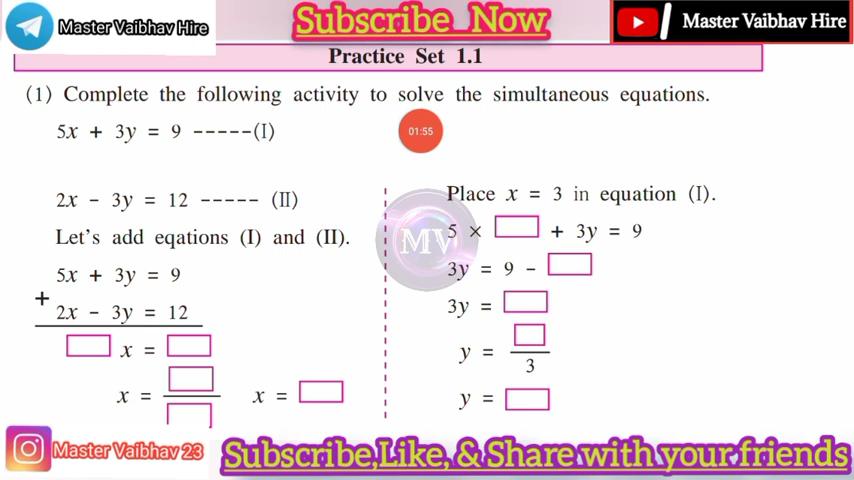 Master Vaibhav Hire
Subscribe Now
Master Vaibhav Hire
Practice Set 1.1
(1) Complete the following activity to solve the simultaneous equations.
5x + 3y = 9 -----(I)
01:55
2x - 3y = 12 ----- (II)
Let's add eqations (I) and (II).
5x + 3y = 9
+
2x - 3y = 12
x =
x =
x =
Place x = 3 in equation (I).
MV
5 × + 3y = 9
3y = 9 -
3y =
y =
3
y =
Master Vaibhav 23
Subscribe,Like, & Share with your friends